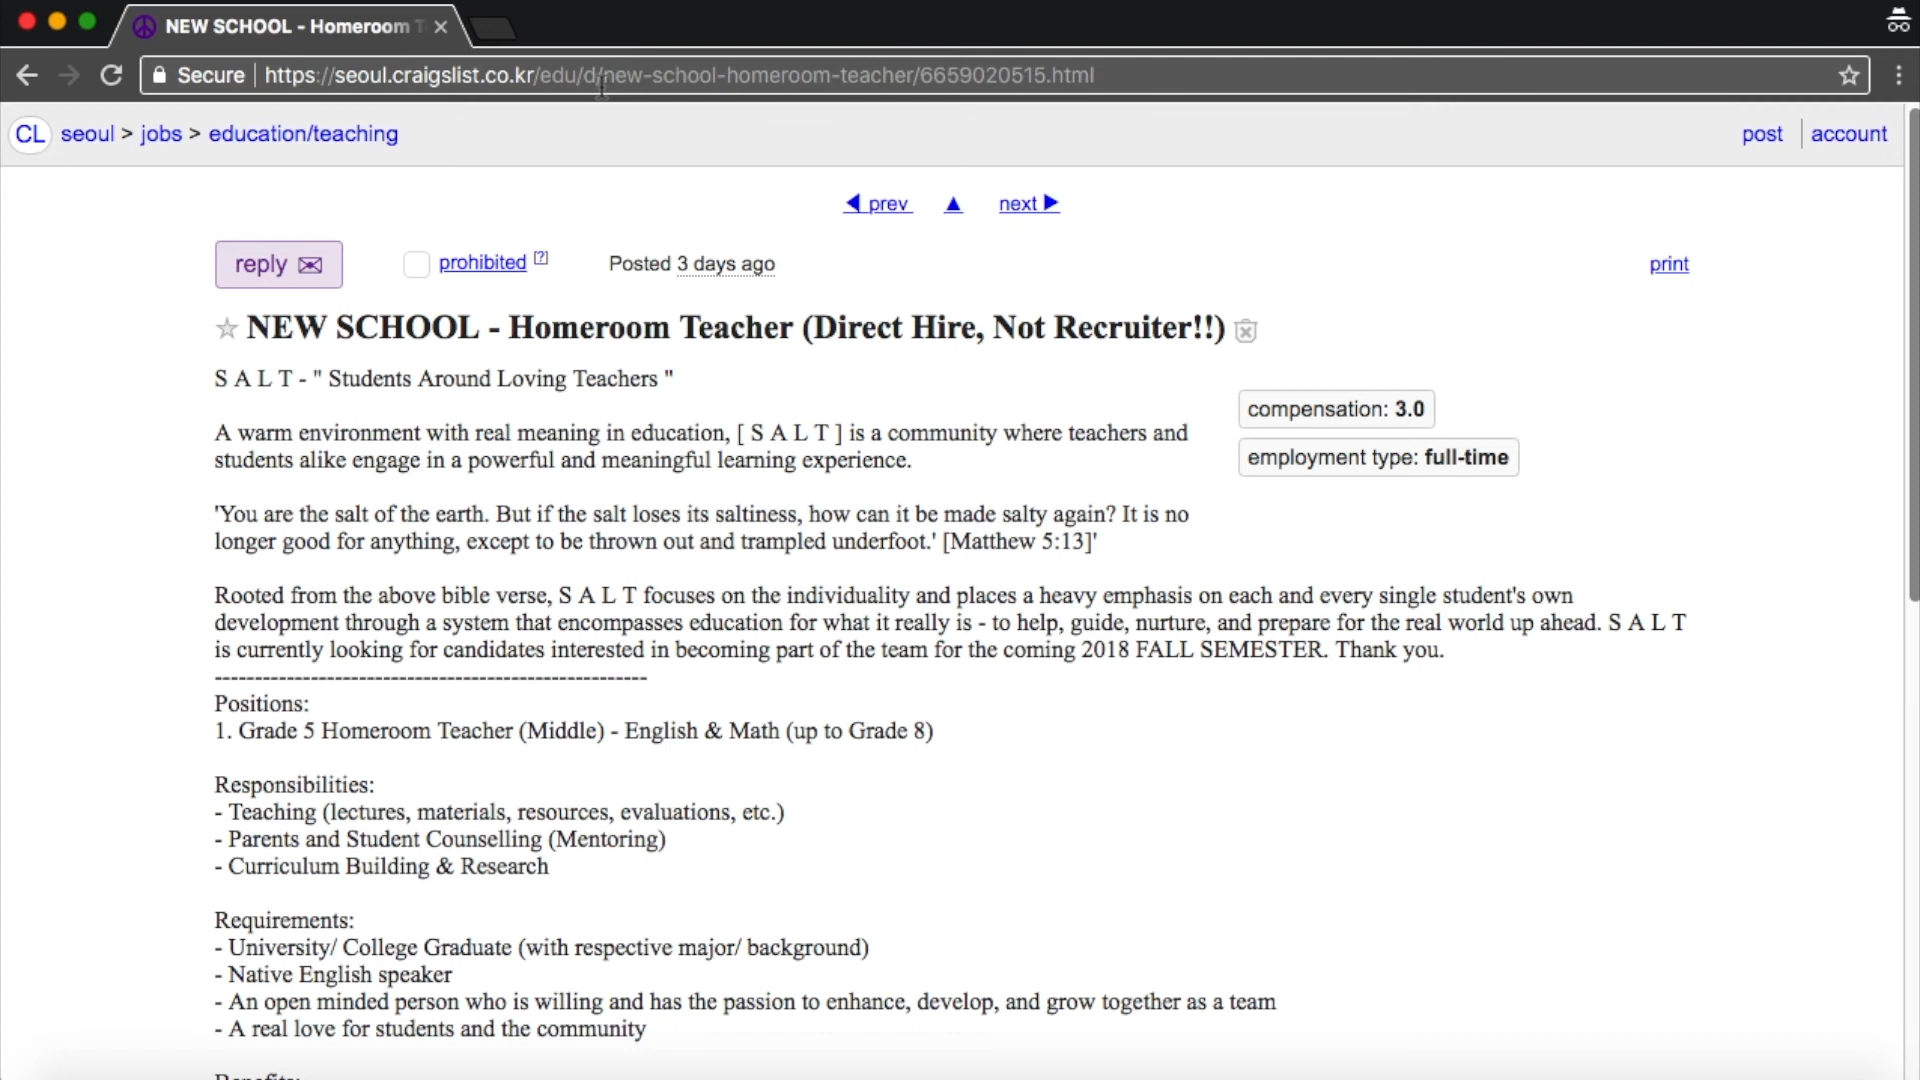 NEW SCHOOL - Homeroom T
Secure https://seoul.craigslist.co.kr/edu/d/new-school-homeroom-teacher/6659020515.html
CL seoul > jobs > education/teaching post account
prev next
reply prohibited [?] Posted 3 days ago print
NEW SCHOOL - Homeroom Teacher (Direct Hire, Not Recruiter!!)
S A L T - " Students Around Loving Teachers "
compensation: 3.0
A warm environment with real meaning in education, [ S A L T ] is a community where teachers and
students alike engage in a powerful and meaningful learning experience.
employment type: full-time
'You are the salt of the earth. But if the salt loses its saltiness, how can it be made salty again? It is no
longer good for anything, except to be thrown out and trampled underfoot.' [Matthew 5:13]'
Rooted from the above bible verse, S A L T focuses on the individuality and places a heavy emphasis on each and every single student's own
development through a system that encompasses education for what it really is - to help, guide, nurture, and prepare for the real world up ahead. S A L T
is currently looking for candidates interested in becoming part of the team for the coming 2018 FALL SEMESTER. Thank you.
------------------------------------------------------
Positions:
1. Grade 5 Homeroom Teacher (Middle) - English & Math (up to Grade 8)
Responsibilities:
- Teaching (lectures, materials, resources, evaluations, etc.)
- Parents and Student Counselling (Mentoring)
- Curriculum Building & Research
Requirements:
- University/ College Graduate (with respective major/ background)
- Native English speaker
- An open minded person who is willing and has the passion to enhance, develop, and grow together as a team
- A real love for students and the community